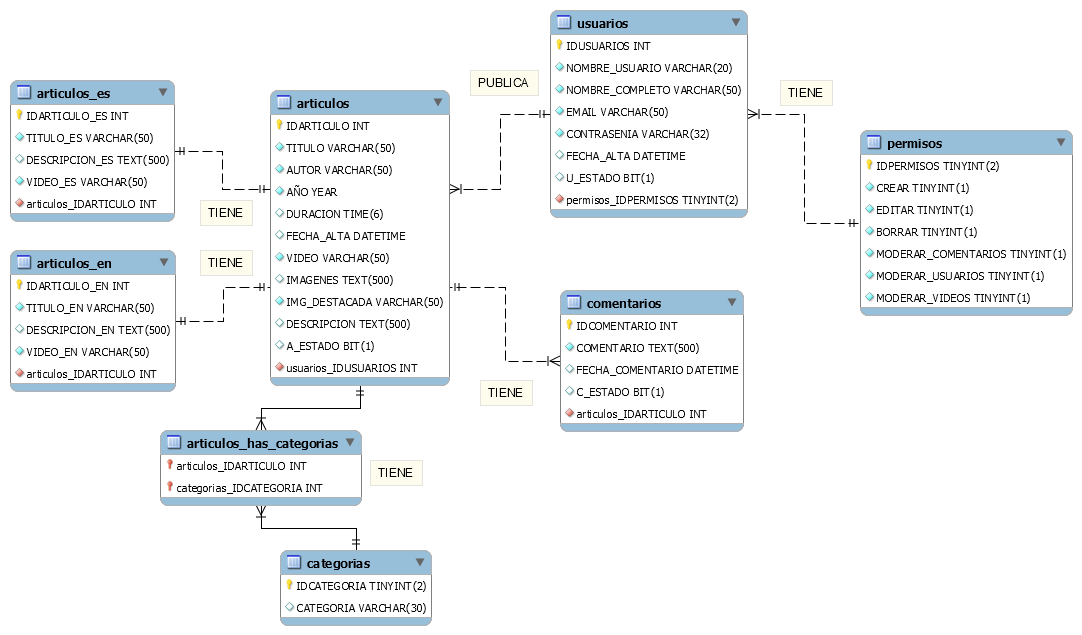 usuarios
IDUSUARIOS INT
NOMBRE_USUARIO VARCHAR(20)
NOMBRE_COMPLETO VARCHAR(50)
EMAIL VARCHAR(50)
CONTRASENIA VARCHAR(32)
FECHA_ALTA DATETIME
U_ESTADO BIT(1)
permisos_IDPERMISOS TINYINT(2)
PUBLICA
TIENE
articulos_es
IDARTICULO_ES INT
TITULO_ES VARCHAR(50)
DESCRIPCION_ES TEXT(500)
VIDEO_ES VARCHAR(50)
articulos_IDARTICULO INT
TIENE
articulos
IDARTICULO INT
TITULO VARCHAR(50)
AUTOR VARCHAR(50)
AÑO YEAR
DURACION TIME(6)
FECHA_ALTA DATETIME
VIDEO VARCHAR(50)
IMAGENES TEXT(500)
IMG_DESTACADA VARCHAR(50)
DESCRIPCION TEXT(500)
A_ESTADO BIT(1)
usuarios_IDUSUARIOS INT
permisos
IDPERMISOS TINYINT(2)
CREAR TINYINT(1)
EDITAR TINYINT(1)
BORRAR TINYINT(1)
MODERAR_COMENTARIOS TINYINT(1)
MODERAR_USUARIOS TINYINT(1)
MODERAR_VIDEOS TINYINT(1)
TIENE
articulos_en
IDARTICULO_EN INT
TITULO_EN VARCHAR(50)
DESCRIPCION_EN TEXT(500)
VIDEO_EN VARCHAR(50)
articulos_IDARTICULO INT
comentarios
IDCOMENTARIO INT
COMENTARIO TEXT(500)
FECHA_COMENTARIO DATETIME
C_ESTADO BIT(1)
articulos_IDARTICULO INT
TIENE
articulos_has_categorias
articulos_IDARTICULO INT
categorias_IDCATEGORIA INT
TIENE
categorias
IDCATEGORIA TINYINT(2)
CATEGORIA VARCHAR(30)